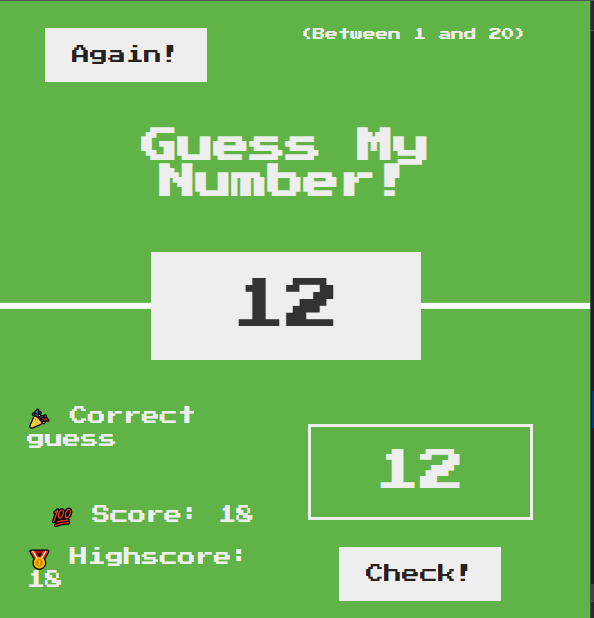 Again!
(Between 1 and 20)
Guess My
Number!
12
🎉 Correct
guess
12
💯 Score: 18
🥇 Highscore:
18
Check!